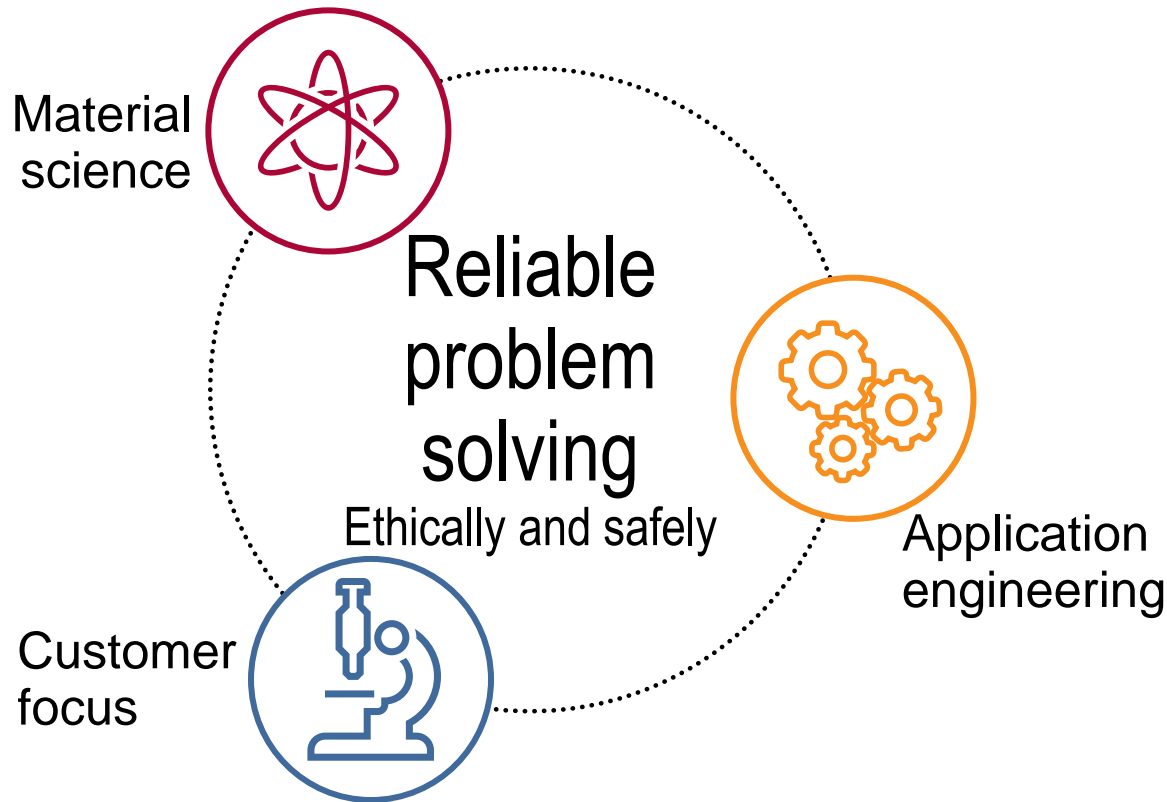 Material
science
Reliable
problem
solving
Ethically and safely
Application
engineering
Customer
focus